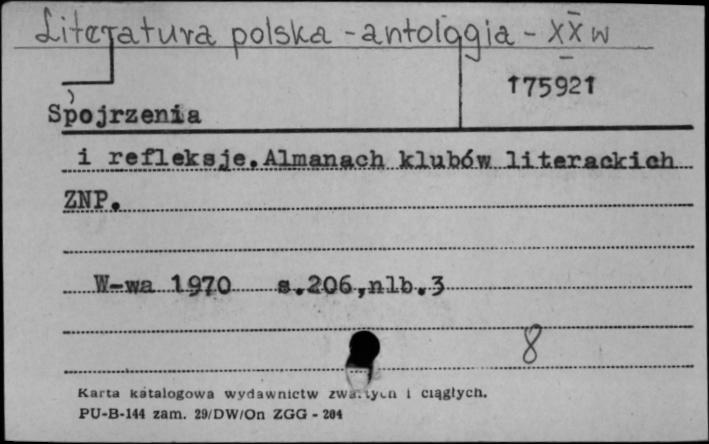 Literatura polska - antologia - XX w
175921
Spojrzenia
i refleksje. Almanach klubów literackich
ZNP.
W-wa 1970 s.206,nlb.3
8
Karta katalogowa wydawnictw zwartych i ciągłych.
PU-B-144 zam. 29/DW/On ZGG - 204